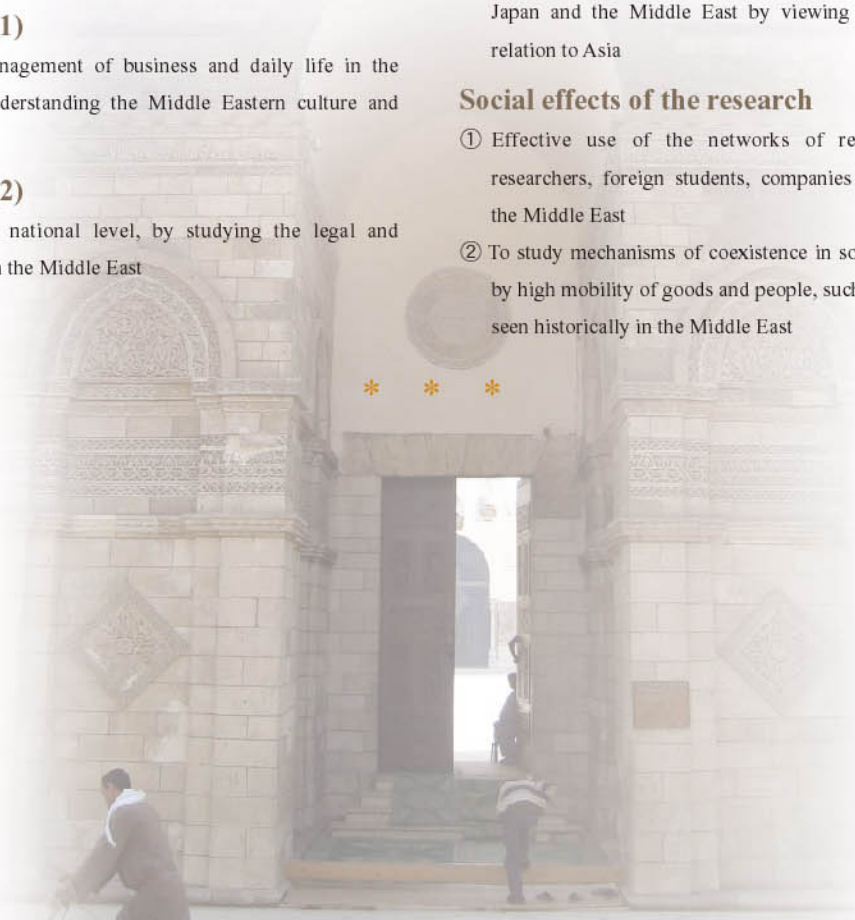 1)
nagement of business and daily life in the
derstanding the Middle Eastern culture and
2)
national level, by studying the legal and
the Middle East
Japan and the Middle East by viewing
relation to Asia
Social effects of the research
① Effective use of the networks of re
researchers, foreign students, companies
the Middle East
② To study mechanisms of coexistence in so
by high mobility of goods and people, such
seen historically in the Middle East
* * *